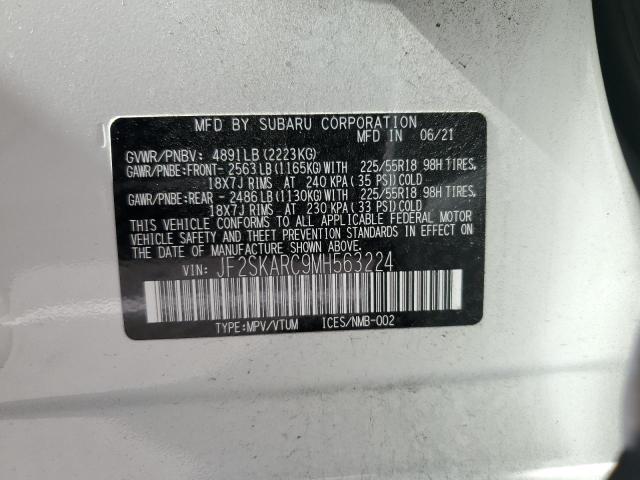 MFD BY SUBARU CORPORATION
MFD IN 06/21
GVWR/PNBV: 4891LB(2223KG)
GAWR/PNBE:FRONT- 2563LB(1165KG)WITH 225/55R18 98H TIRES,
18X7J RIMS AT 240 KPA(35 PSI)COLD
GAWR/PNBE:REAR - 2486LB(1130KG)WITH 225/55R18 98H TIRES,
18X7J RIMS AT 230 KPA(33 PSI)COLD
THIS VEHICLE CONFORMS TO ALL APPLICABLE FEDERAL MOTOR
VEHICLE SAFETY AND THEFT PREVENTION STANDARDS IN EFFECT
ON THE DATE OF MANUFACTURE SHOWN ABOVE.
VIN: JF2SKARC9MH563224
TYPE:MPV/VTUM ICES/NMB-002